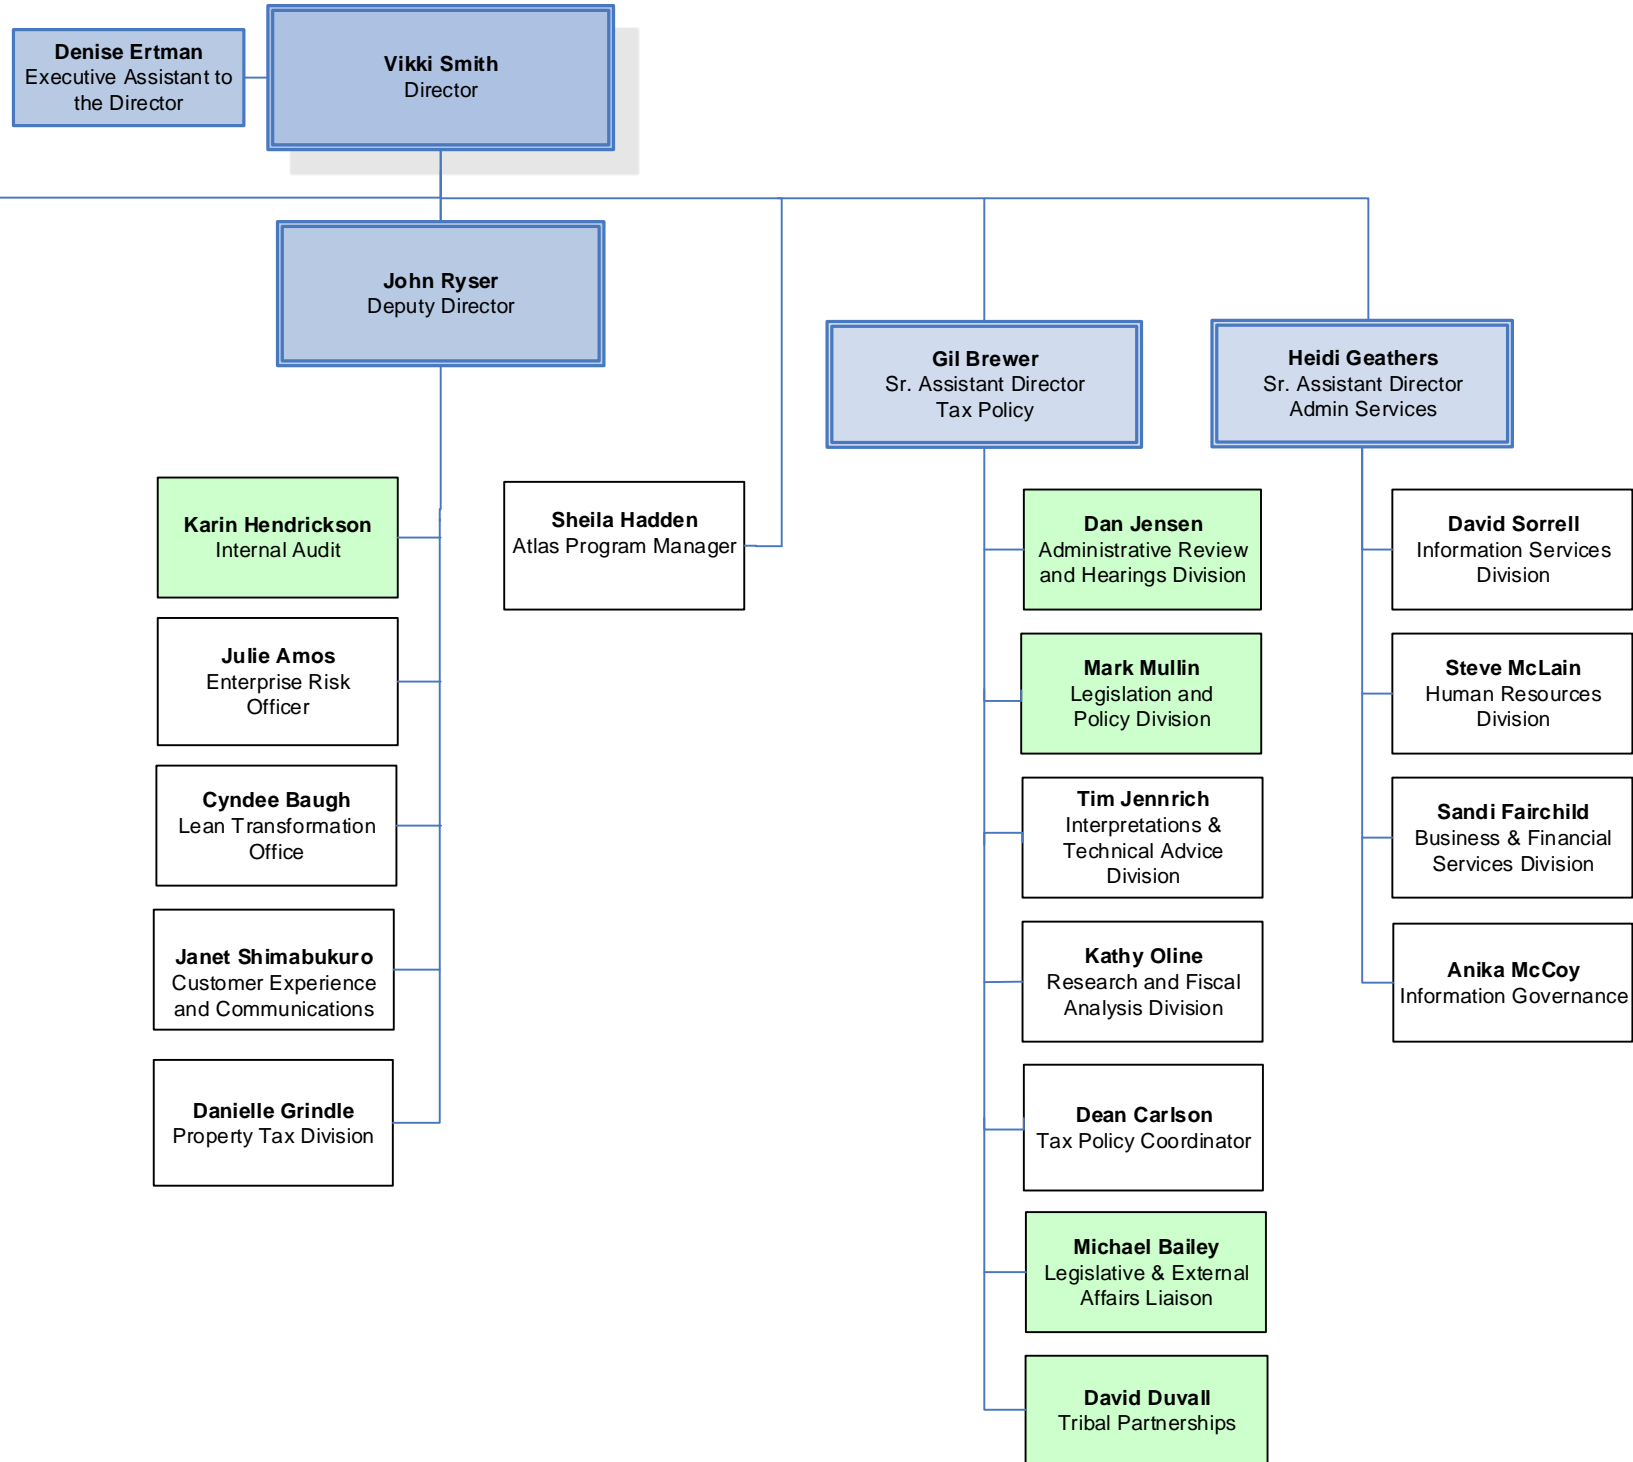 Denise Ertman
Executive Assistant to
the Director
Vikki Smith
Director
John Ryser
Deputy Director
Gil Brewer
Sr. Assistant Director
Tax Policy
Heidi Geathers
Sr. Assistant Director
Admin Services
Karin Hendrickson
Internal Audit
Julie Amos
Enterprise Risk
Officer
Cyndee Baugh
Lean Transformation
Office
Janet Shimabukuro
Customer Experience
and Communications
Danielle Grindle
Property Tax Division
Sheila Hadden
Atlas Program Manager
Dan Jensen
Administrative Review
and Hearings Division
Mark Mullin
Legislation and
Policy Division
Tim Jennrich
Interpretations &
Technical Advice
Division
Kathy Oline
Research and Fiscal
Analysis Division
Dean Carlson
Tax Policy Coordinator
Michael Bailey
Legislative & External
Affairs Liaison
David Duvall
Tribal Partnerships
David Sorrell
Information Services
Division
Steve McLain
Human Resources
Division
Sandi Fairchild
Business & Financial
Services Division
Anika McCoy
Information Governance